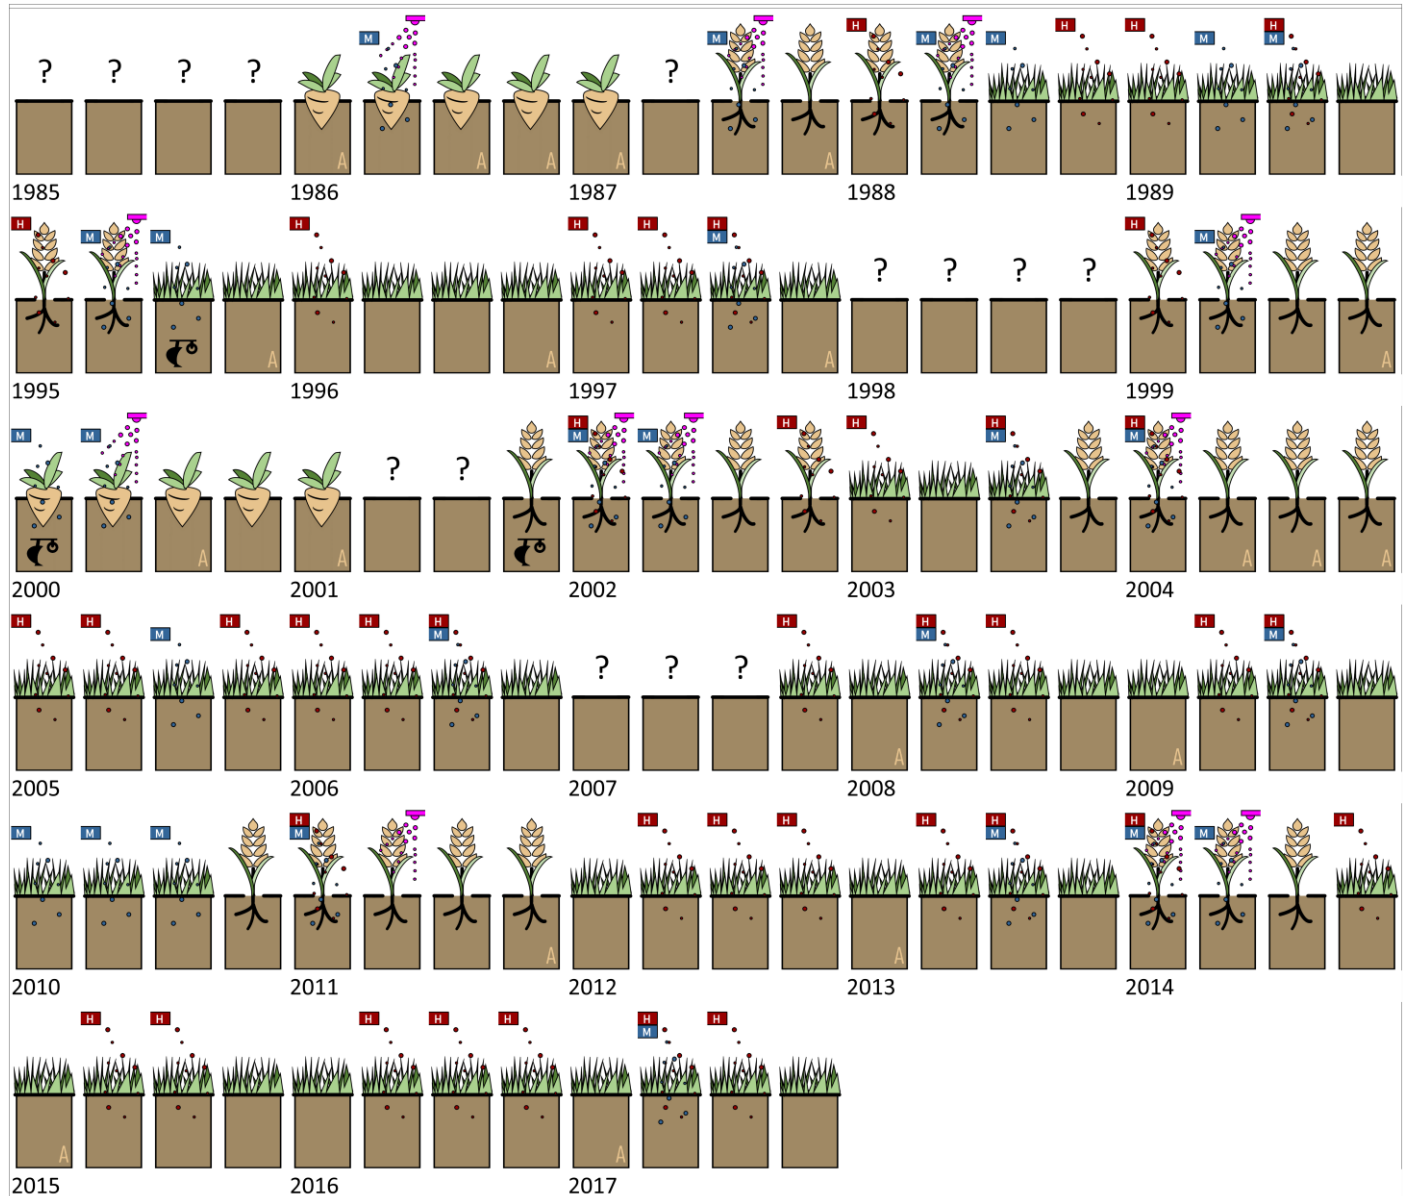 H H H H
M M M M M M
? ? ? ? ?
A A A A A
1985 1986 1987 1988 1989
H H H H H H
M M M M
? ? ? ?
A A A A
1995 1996 1997 1998 1999
H H H H H
M M M M M M
? ?
A A A A A
2000 2001 2002 2003 2004
H H H H H H H H H H H
M M M M
? ? ?
A A
2005 2006 2007 2008 2009
H H H H H H H H
M M M M M M M
A A
2010 2011 2012 2013 2014
H H H H H H H
M
A A
2015 2016 2017